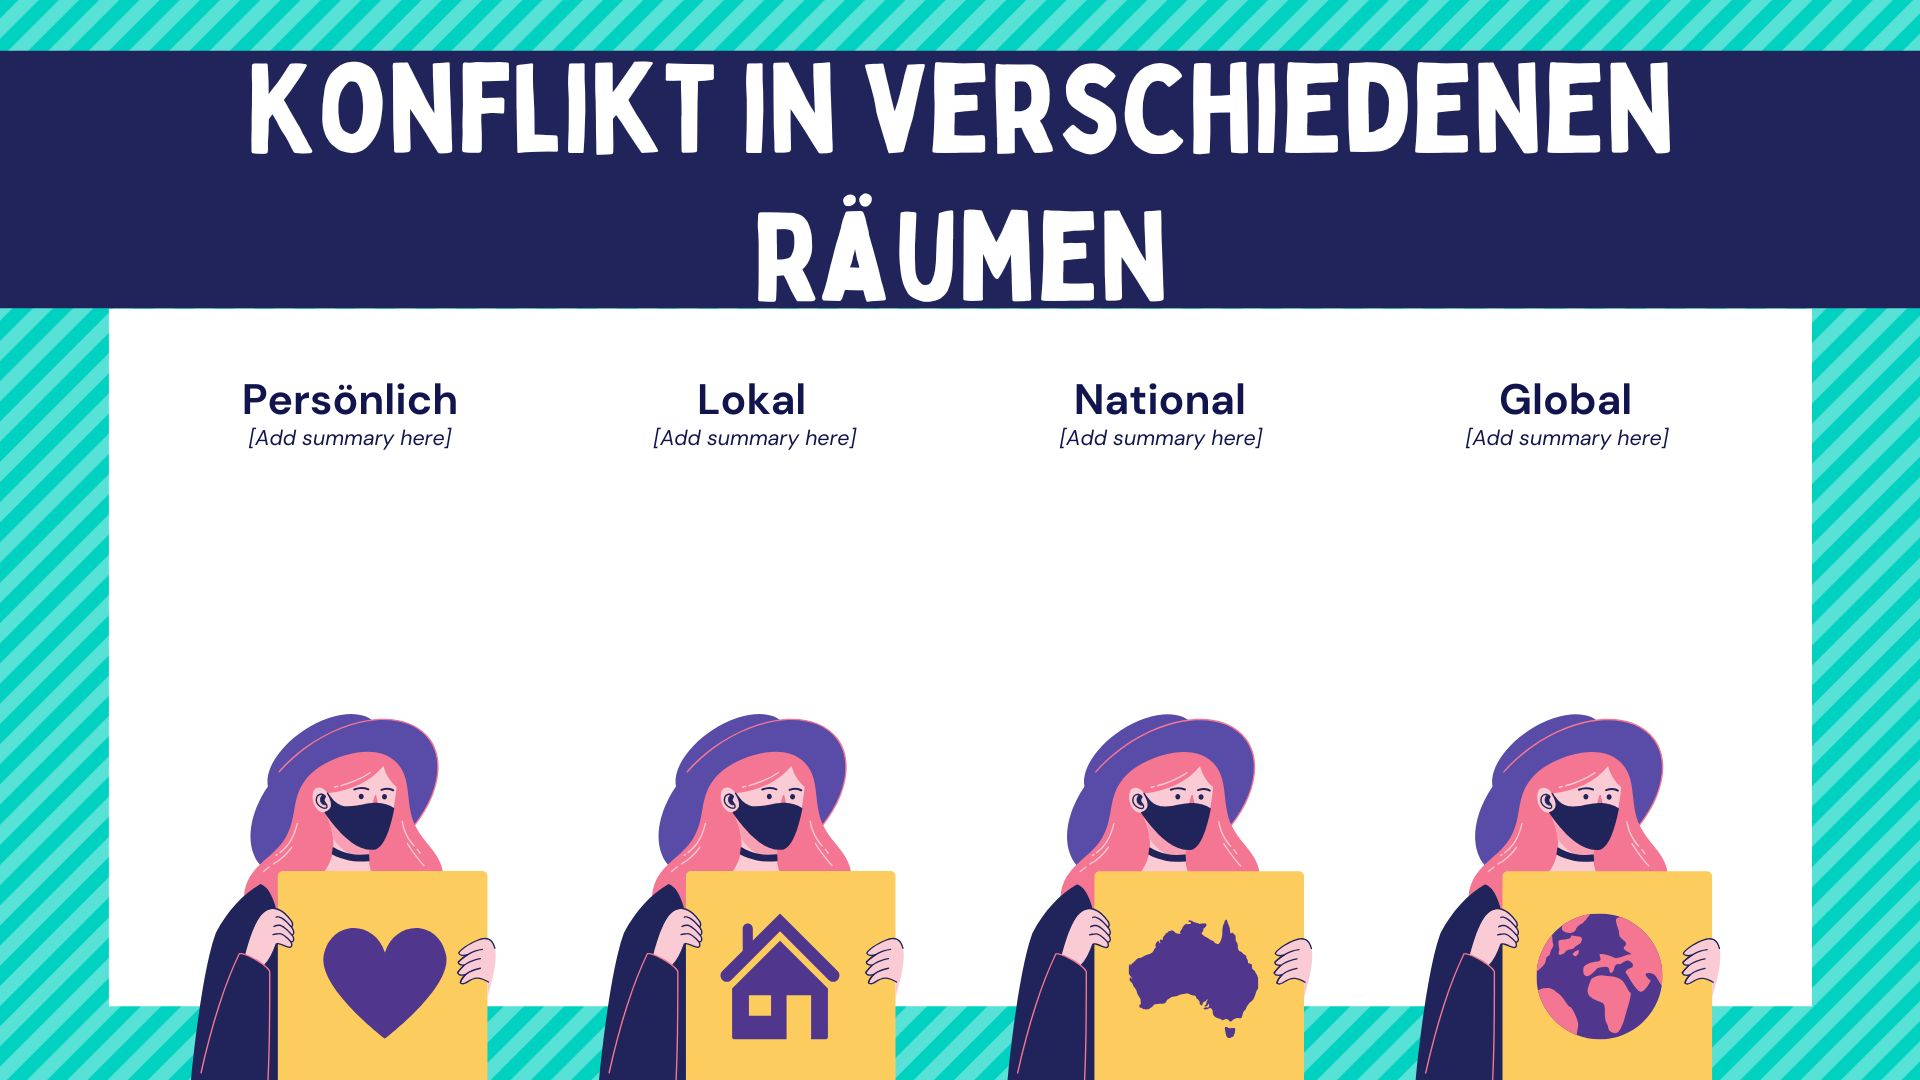 KONFLIKT IN VERSCHIEDENEN
RÄUMEN
Persönlich
[Add summary here]
Lokal
[Add summary here]
National
[Add summary here]
Global
[Add summary here]